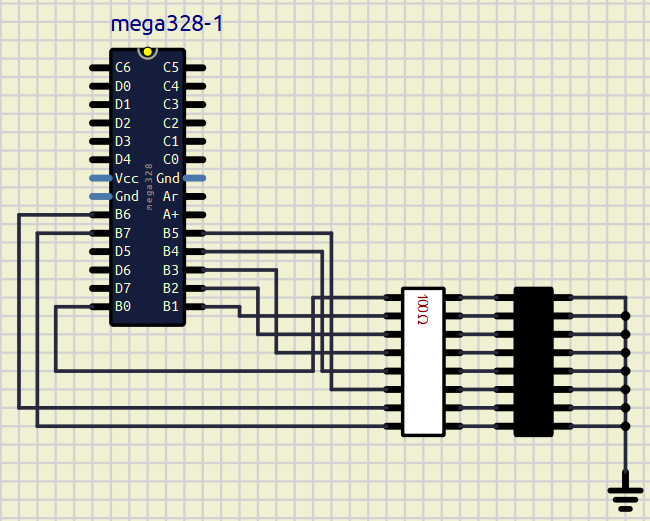 mega328-1
C6 C5
D0 C4
D1 C3
D2 C2
D3 C1
D4 C0
Vcc Gnd
Gnd Ar
B6 A+
B7 B5
D5 B4
D6 B3
D7 B2
B0 B1
mega328
100Ω